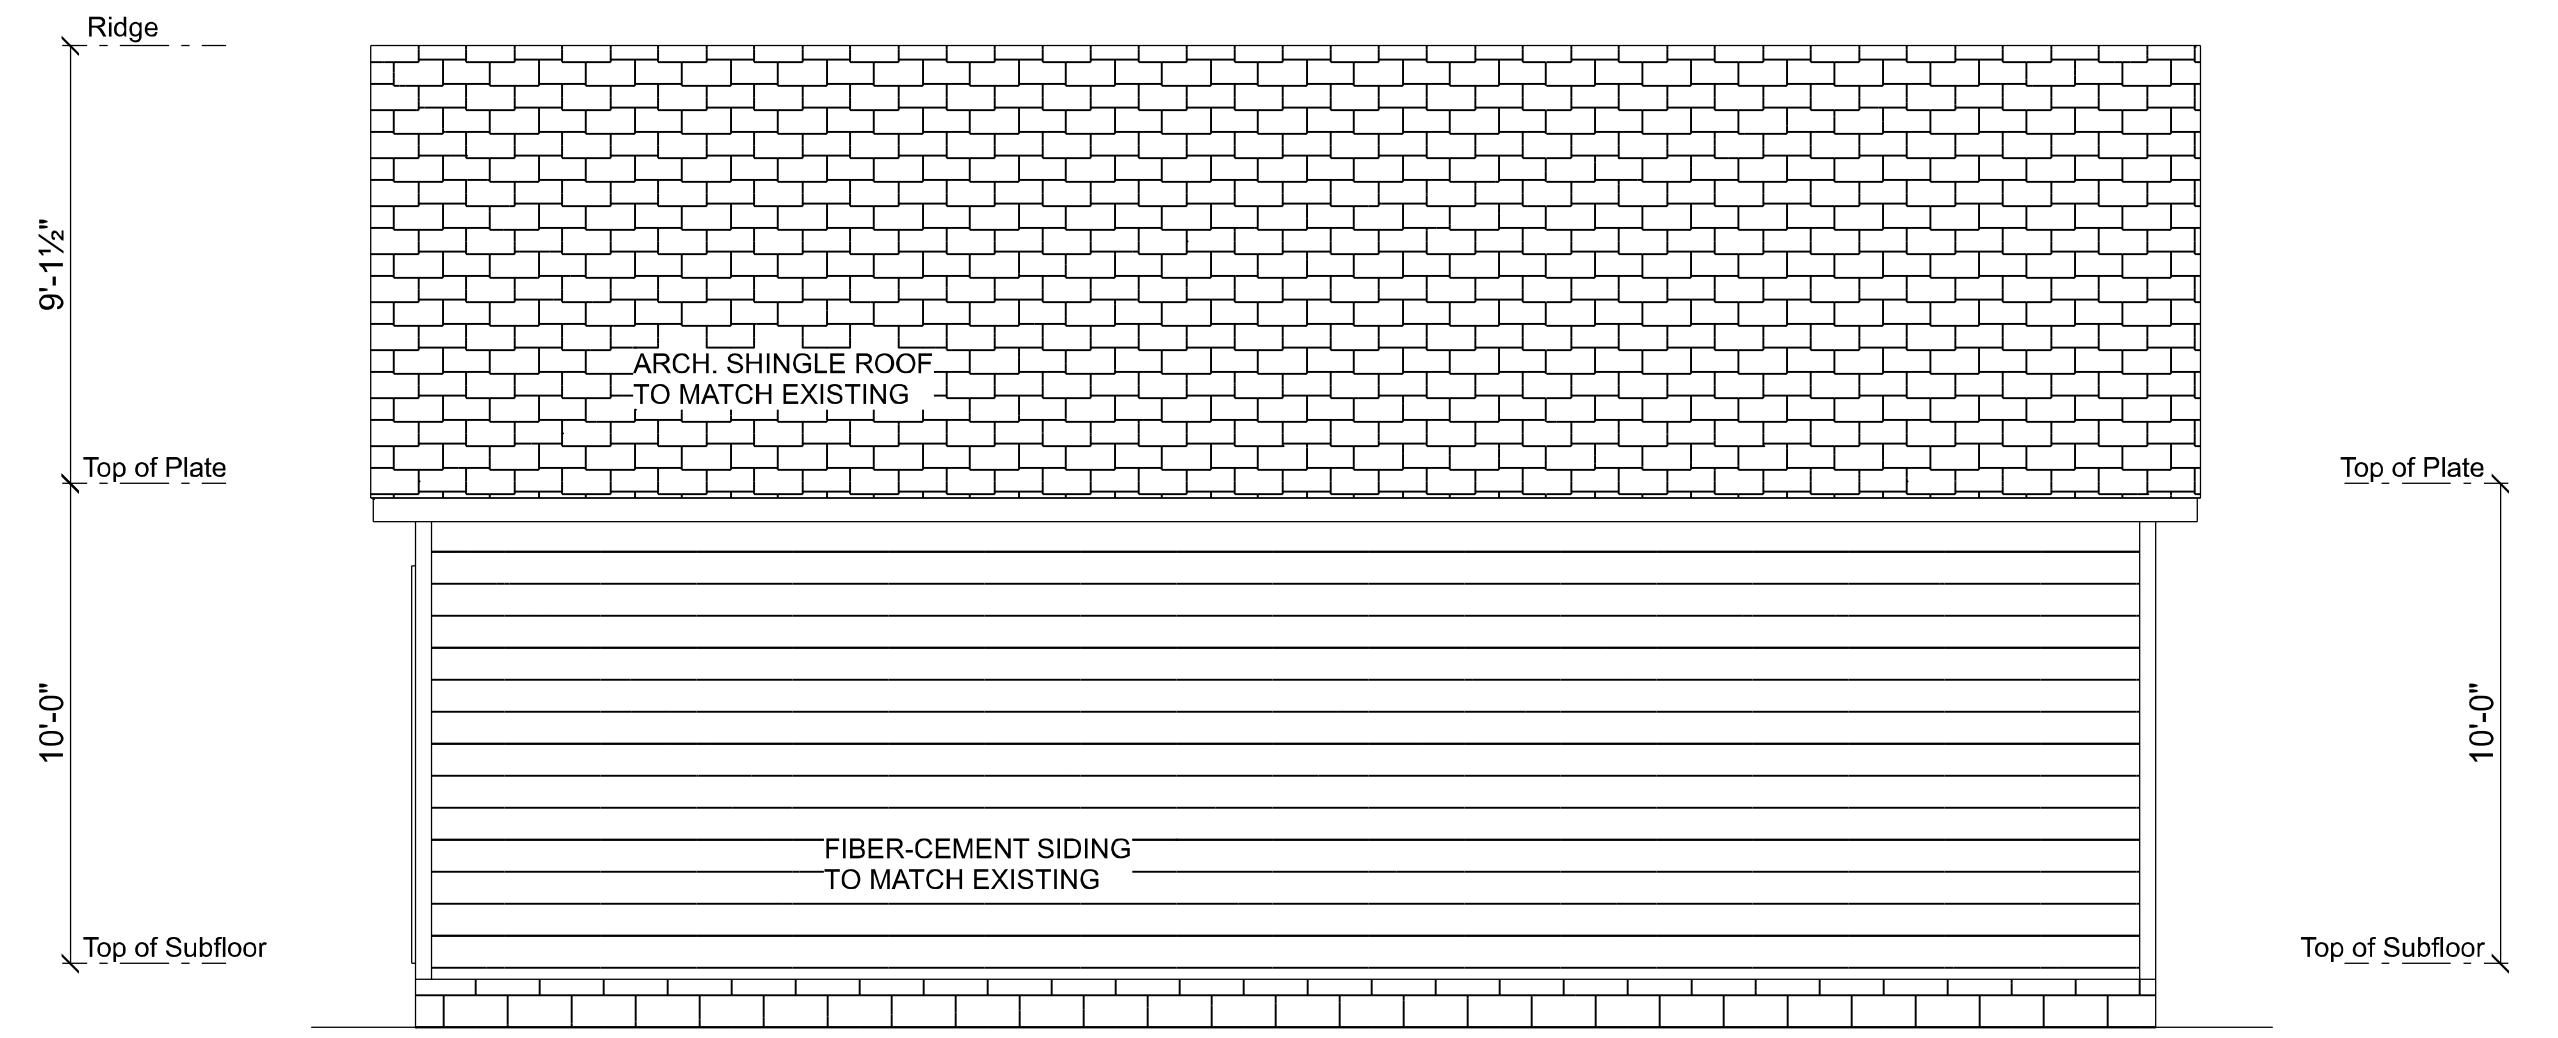 Ridge
9'-1½"
ARCH. SHINGLE ROOF
TO MATCH EXISTING
Top of Plate
Top of Plate
10'-0"
10'-0"
FIBER-CEMENT SIDING
TO MATCH EXISTING
Top of Subfloor
Top of Subfloor